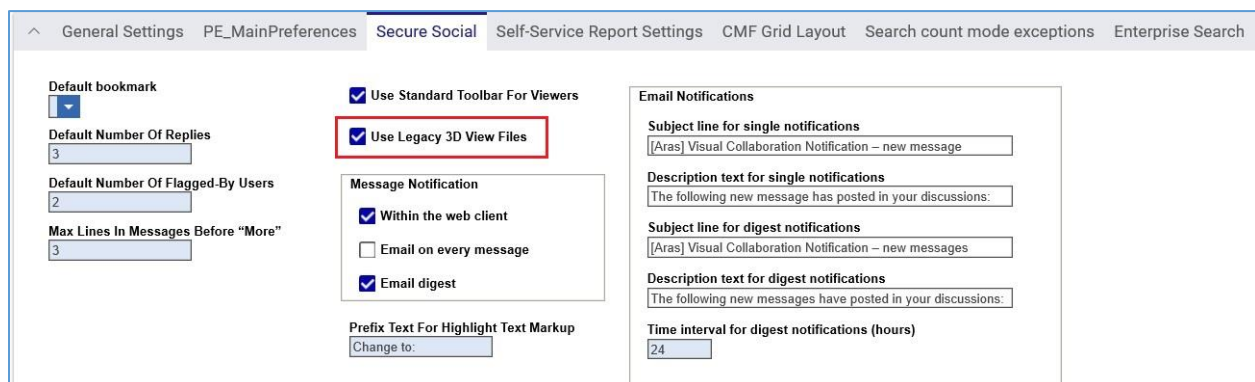 General Settings PE_MainPreferences Secure Social Self-Service Report Settings CMF Grid Layout Search count mode exceptions Enterprise Search
Default bookmark
Default Number Of Replies
3
Default Number Of Flagged-By Users
2
Max Lines In Messages Before “More”
3
Use Standard Toolbar For Viewers
Use Legacy 3D View Files
Message Notification
Within the web client
Email on every message
Email digest
Prefix Text For Highlight Text Markup
Change to:
Email Notifications
Subject line for single notifications
[Aras] Visual Collaboration Notification – new message
Description text for single notifications
The following new message has posted in your discussions:
Subject line for digest notifications
[Aras] Visual Collaboration Notification – new messages
Description text for digest notifications
The following new messages have posted in your discussions:
Time interval for digest notifications (hours)
24